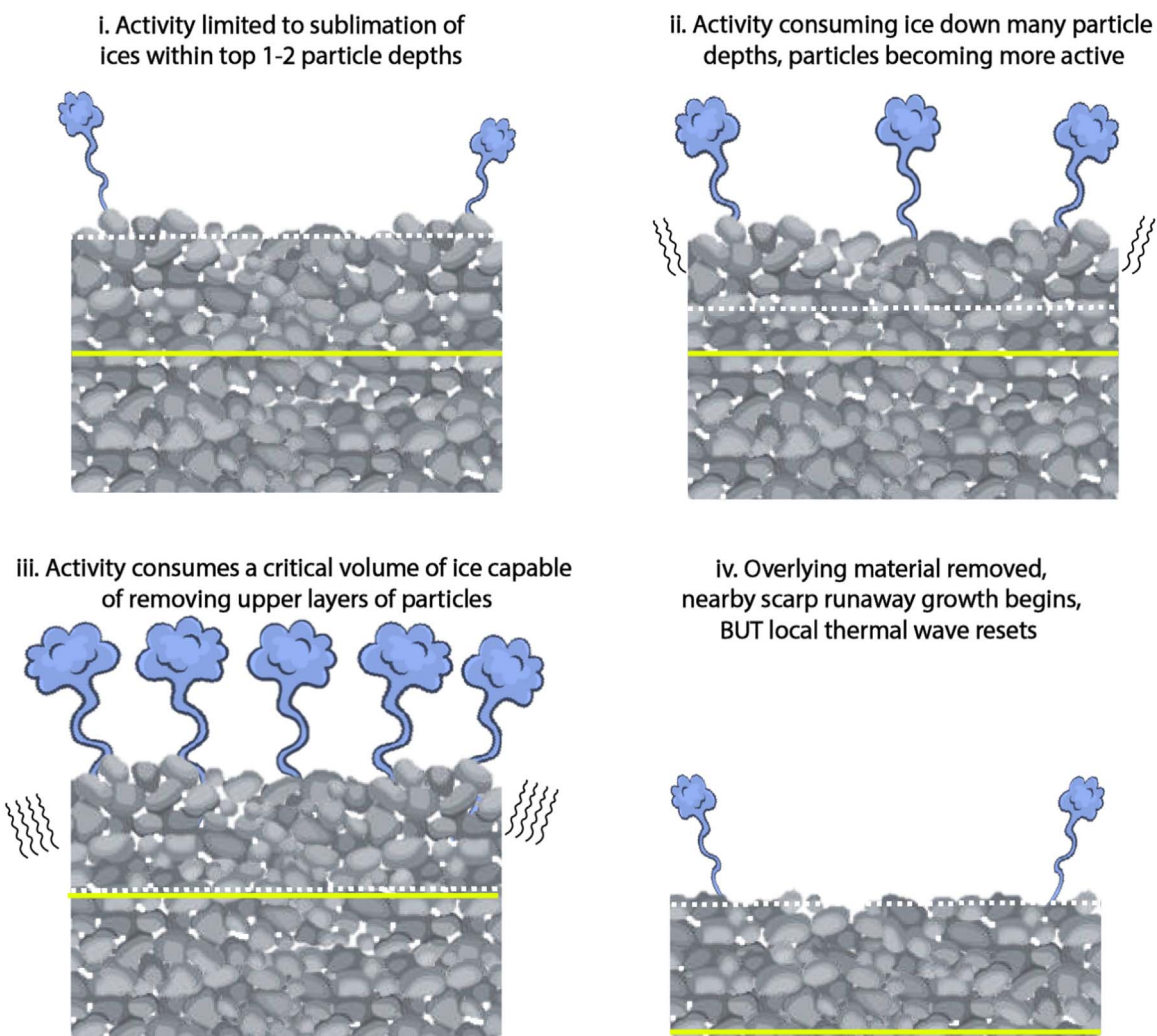 i. Activity limited to sublimation of
ices within top 1-2 particle depths
ii. Activity consuming ice down many particle
depths, particles becoming more active
iii. Activity consumes a critical volume of ice capable
of removing upper layers of particles
iv. Overlying material removed,
nearby scarp runaway growth begins,
BUT local thermal wave resets